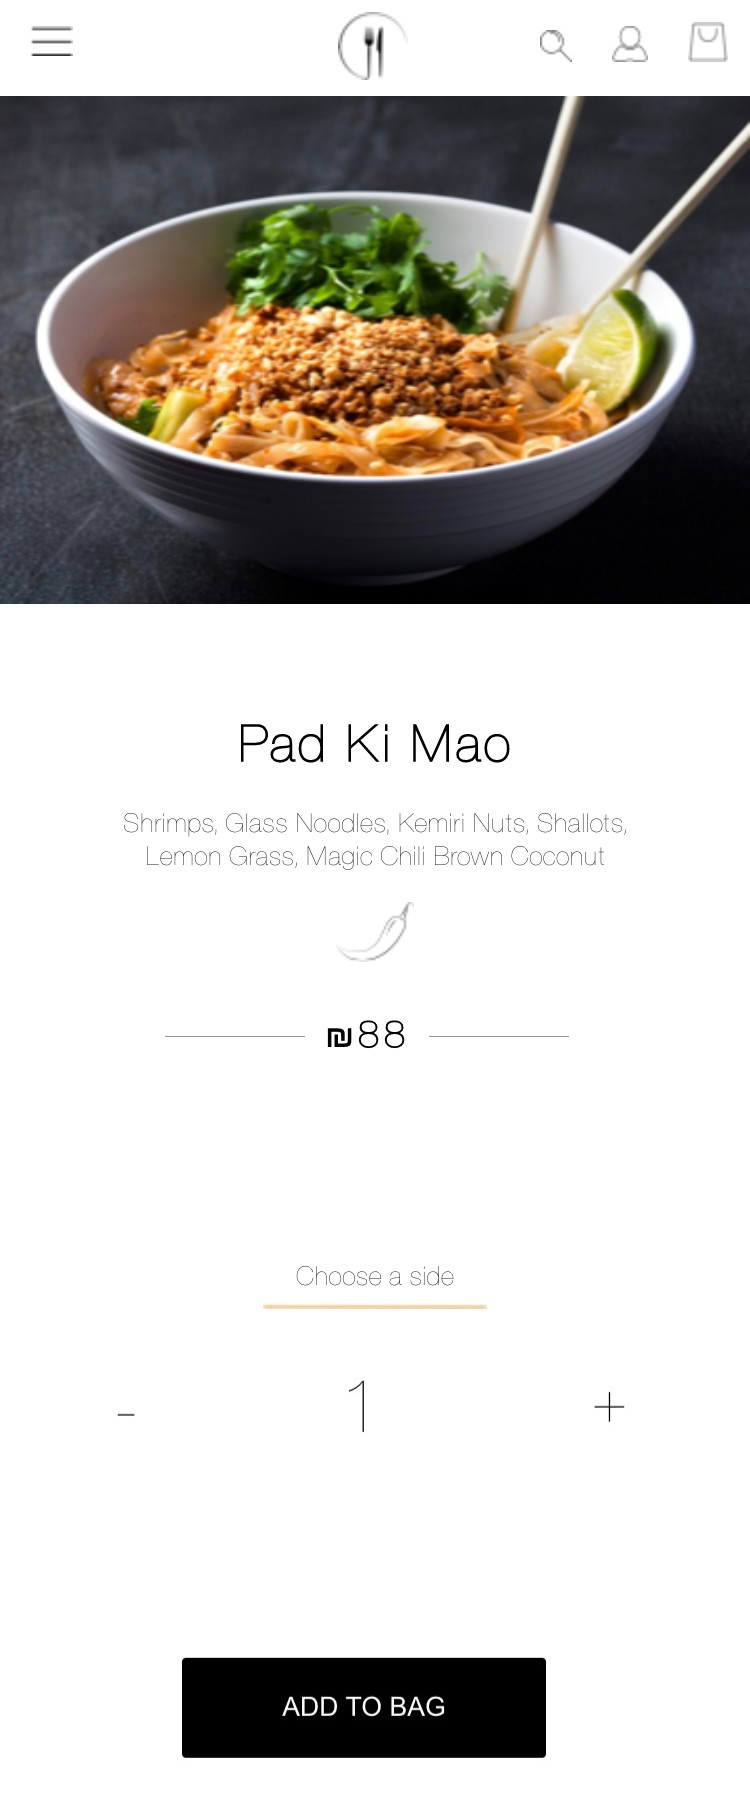 Pad Ki Mao
Shrimps, Glass Noodles, Kemiri Nuts, Shallots,
Lemon Grass, Magic Chili Brown Coconut
₪88
Choose a side
- 1 +
ADD TO BAG